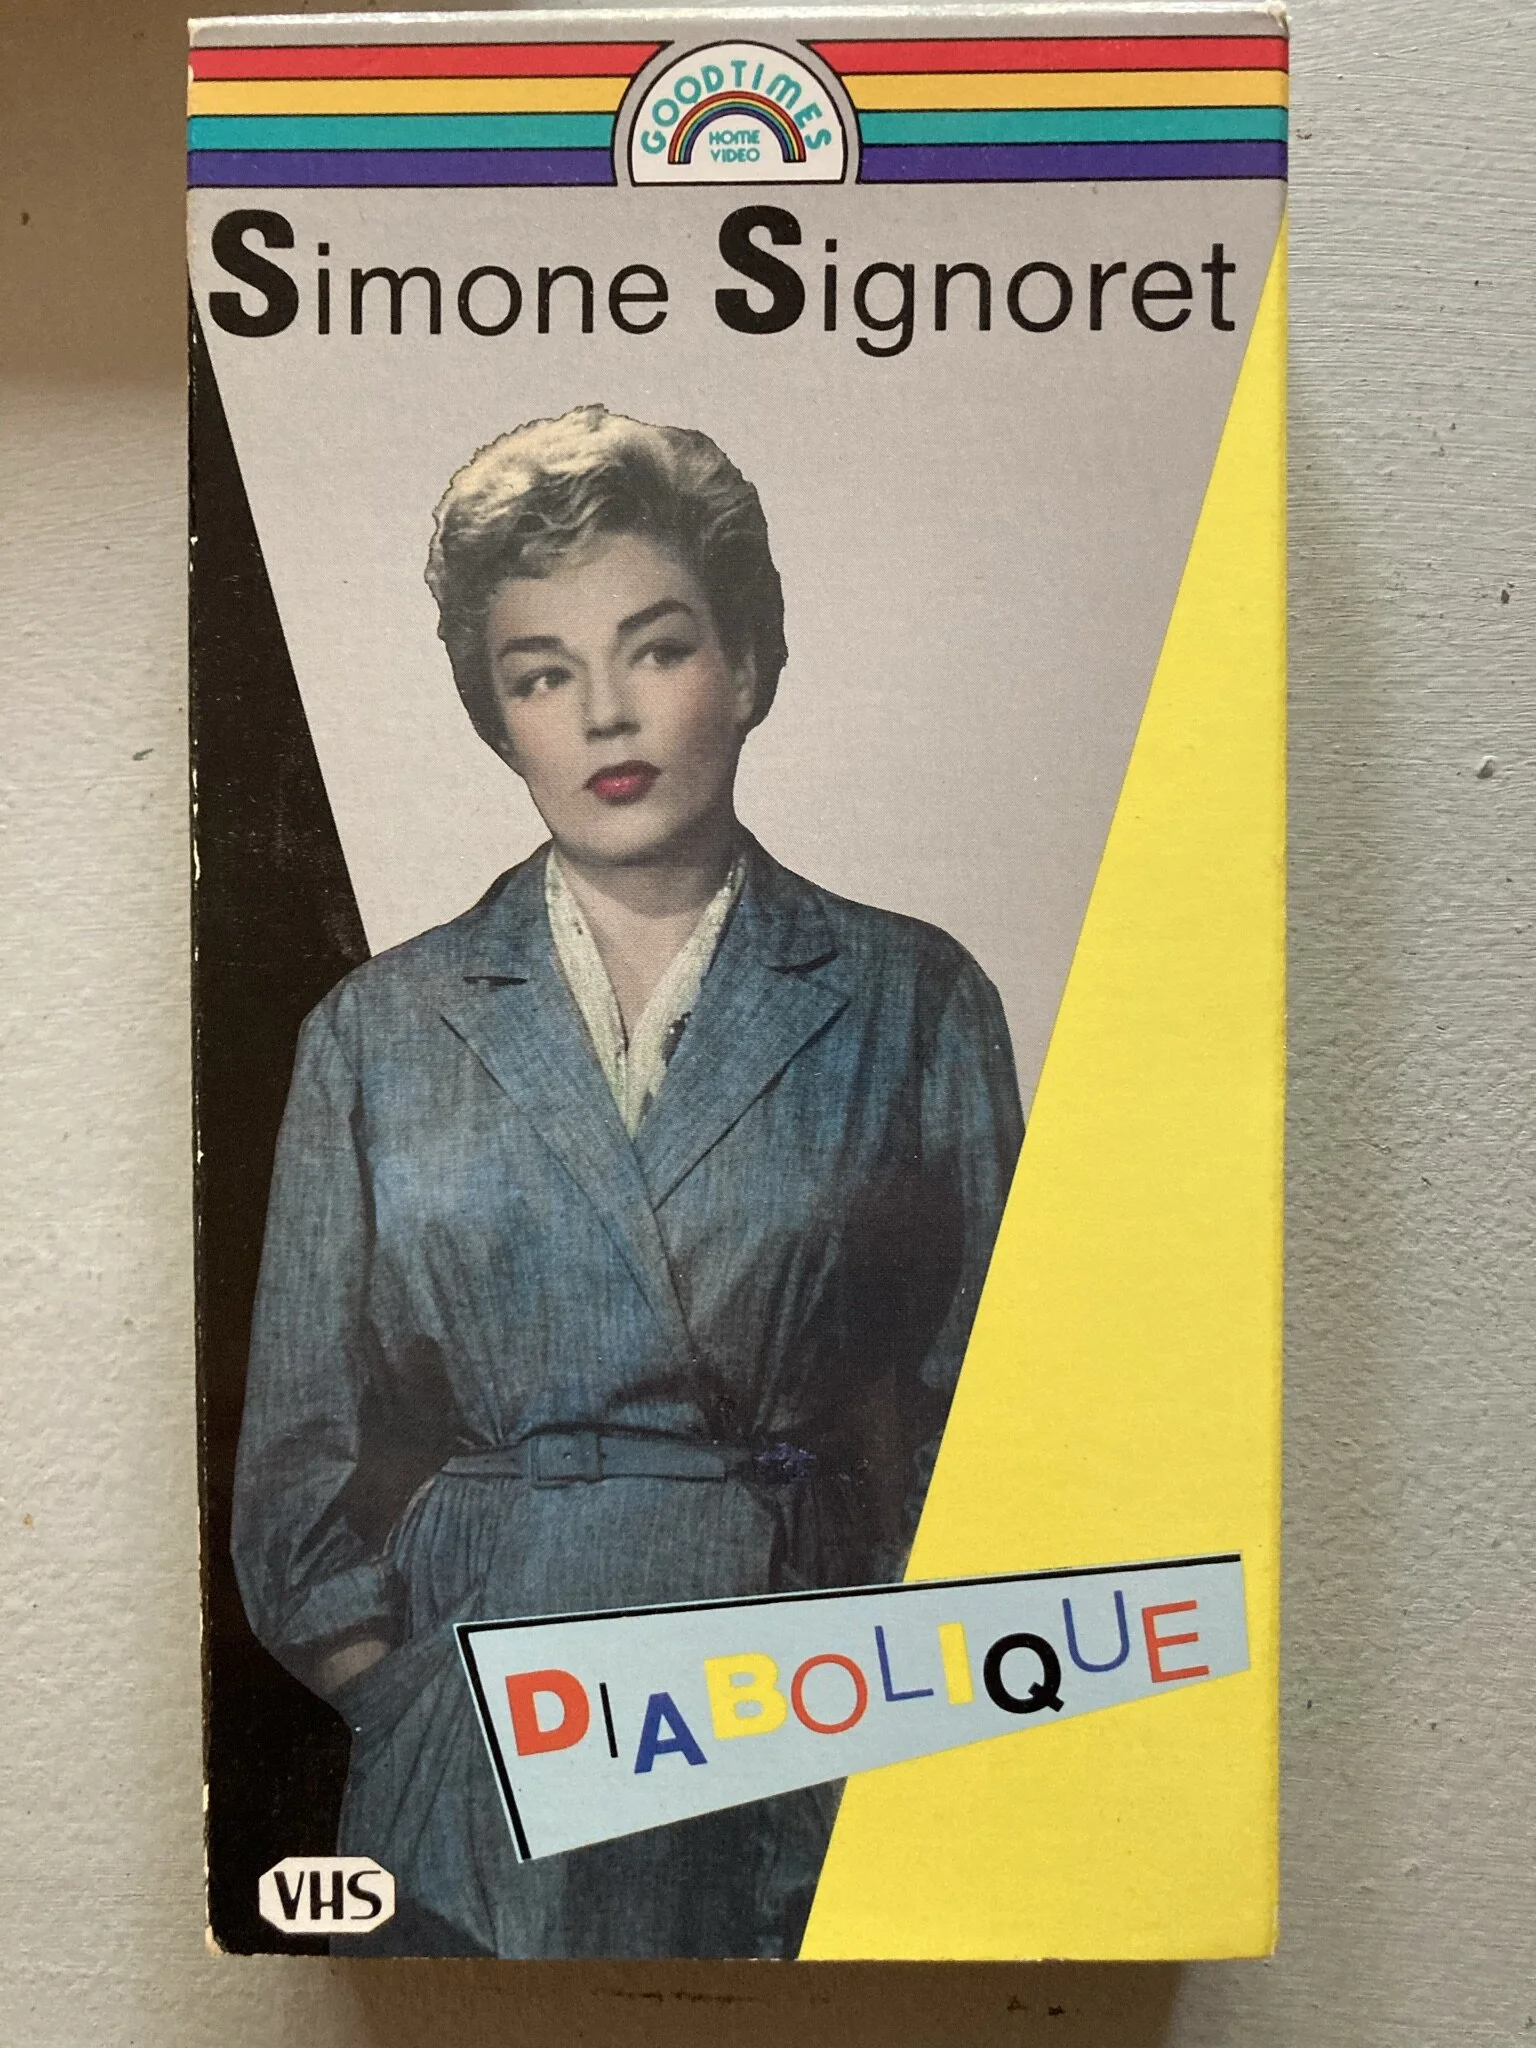 GOODTIMES
HOME
VIDEO
Simone Signoret
DIABOLIQUE
VHS